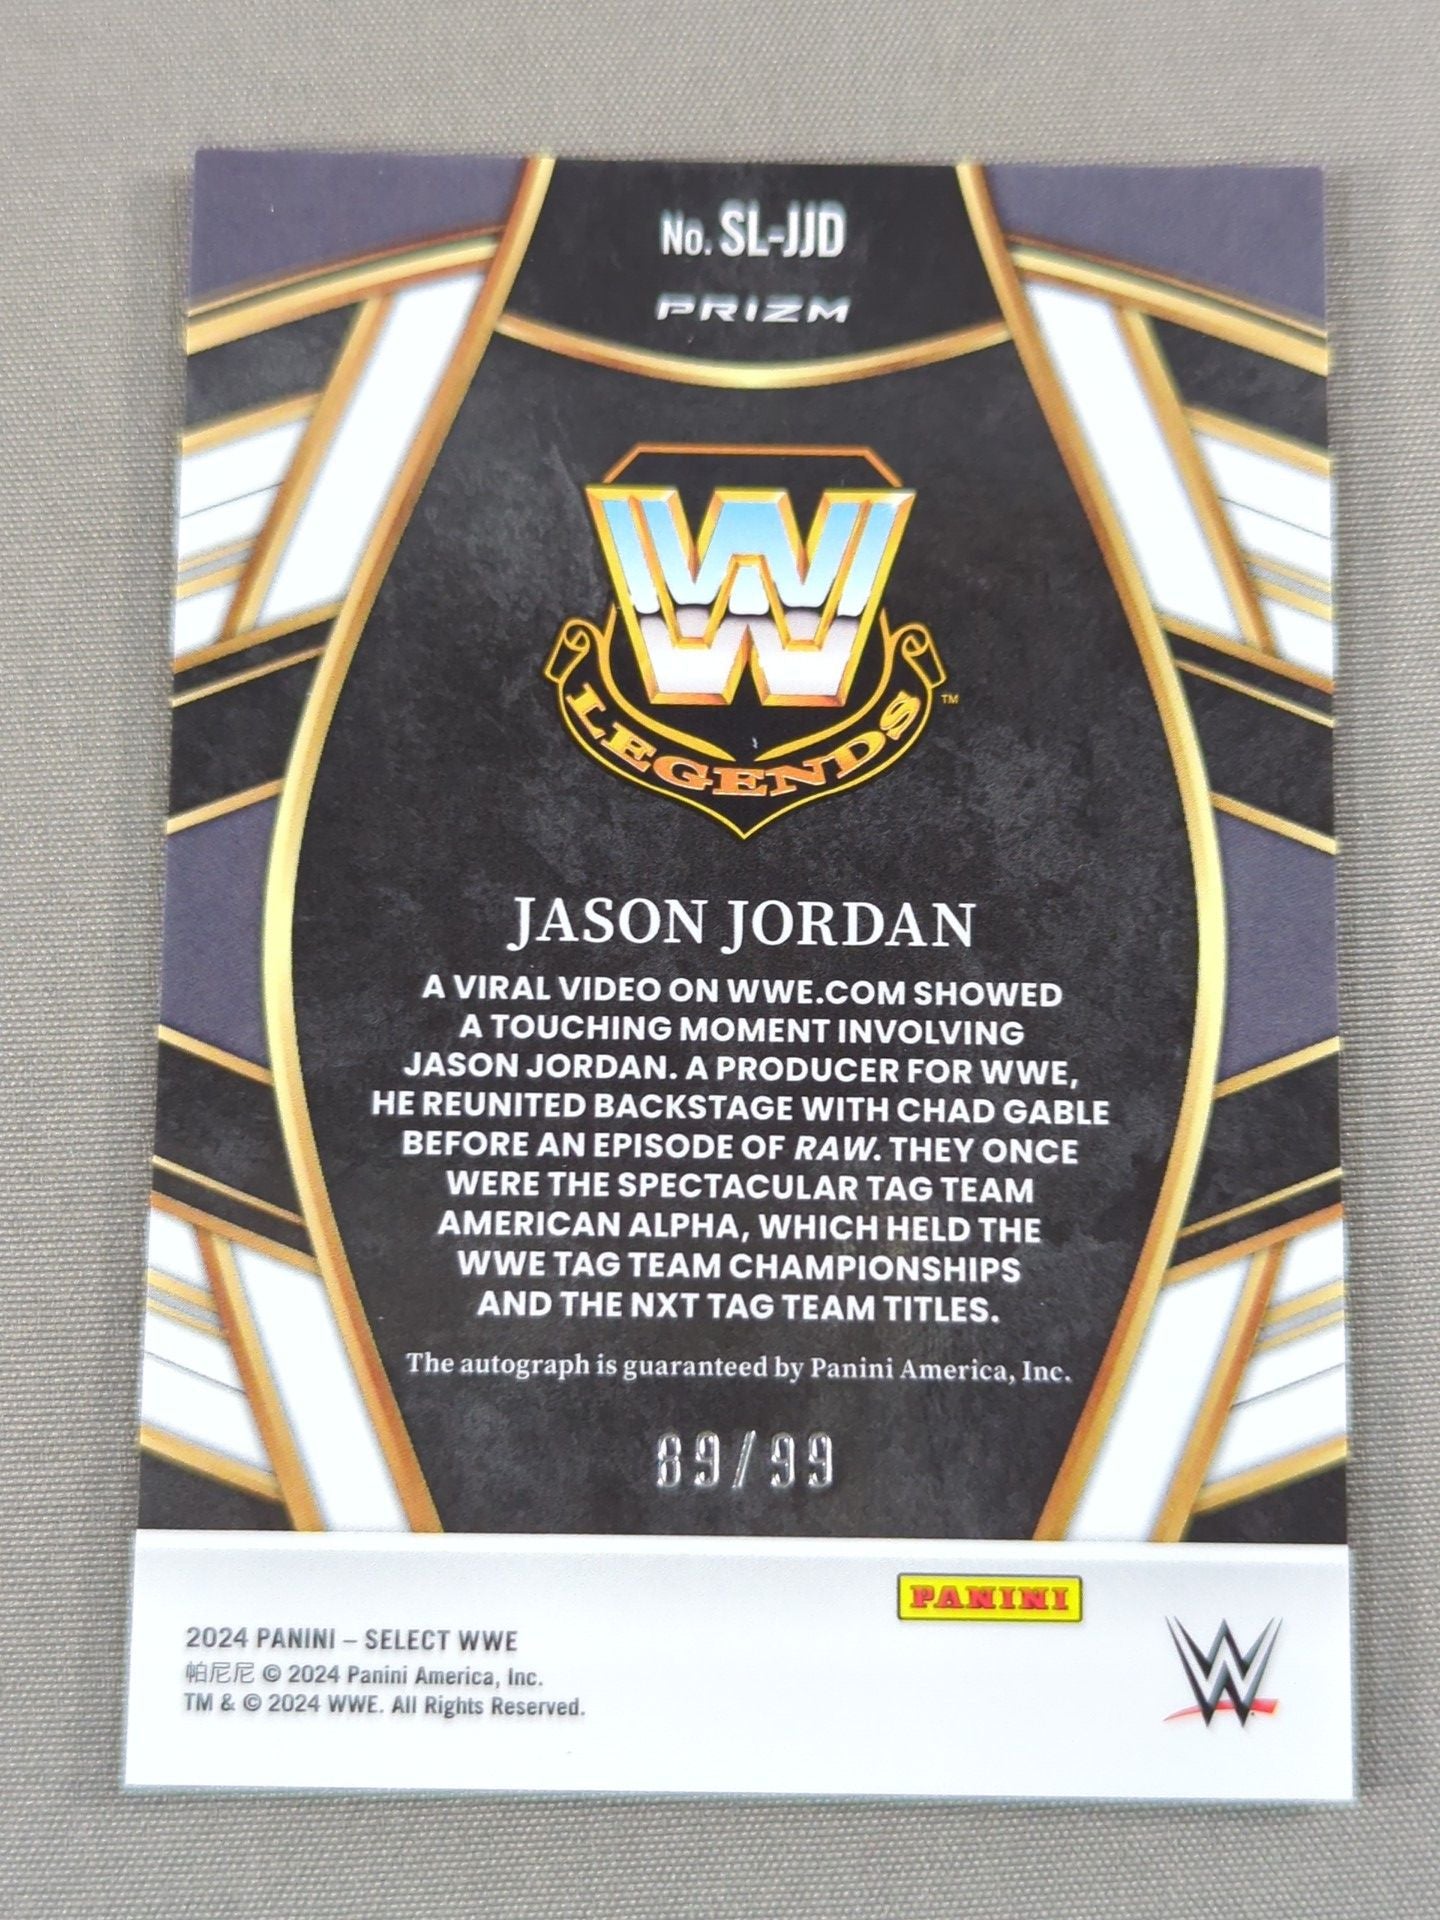 No. SL-JJD
PRIZM
W
LEGENDS
™
JASON JORDAN
A VIRAL VIDEO ON WWE.COM SHOWED
A TOUCHING MOMENT INVOLVING
JASON JORDAN. A PRODUCER FOR WWE,
HE REUNITED BACKSTAGE WITH CHAD GABLE
BEFORE AN EPISODE OF RAW. THEY ONCE
WERE THE SPECTACULAR TAG TEAM
AMERICAN ALPHA, WHICH HELD THE
WWE TAG TEAM CHAMPIONSHIPS
AND THE NXT TAG TEAM TITLES.
The autograph is guaranteed by Panini America, Inc.
89/99
PANINI
2024 PANINI – SELECT WWE
帕尼尼 © 2024 Panini America, Inc.
TM & © 2024 WWE. All Rights Reserved.
W